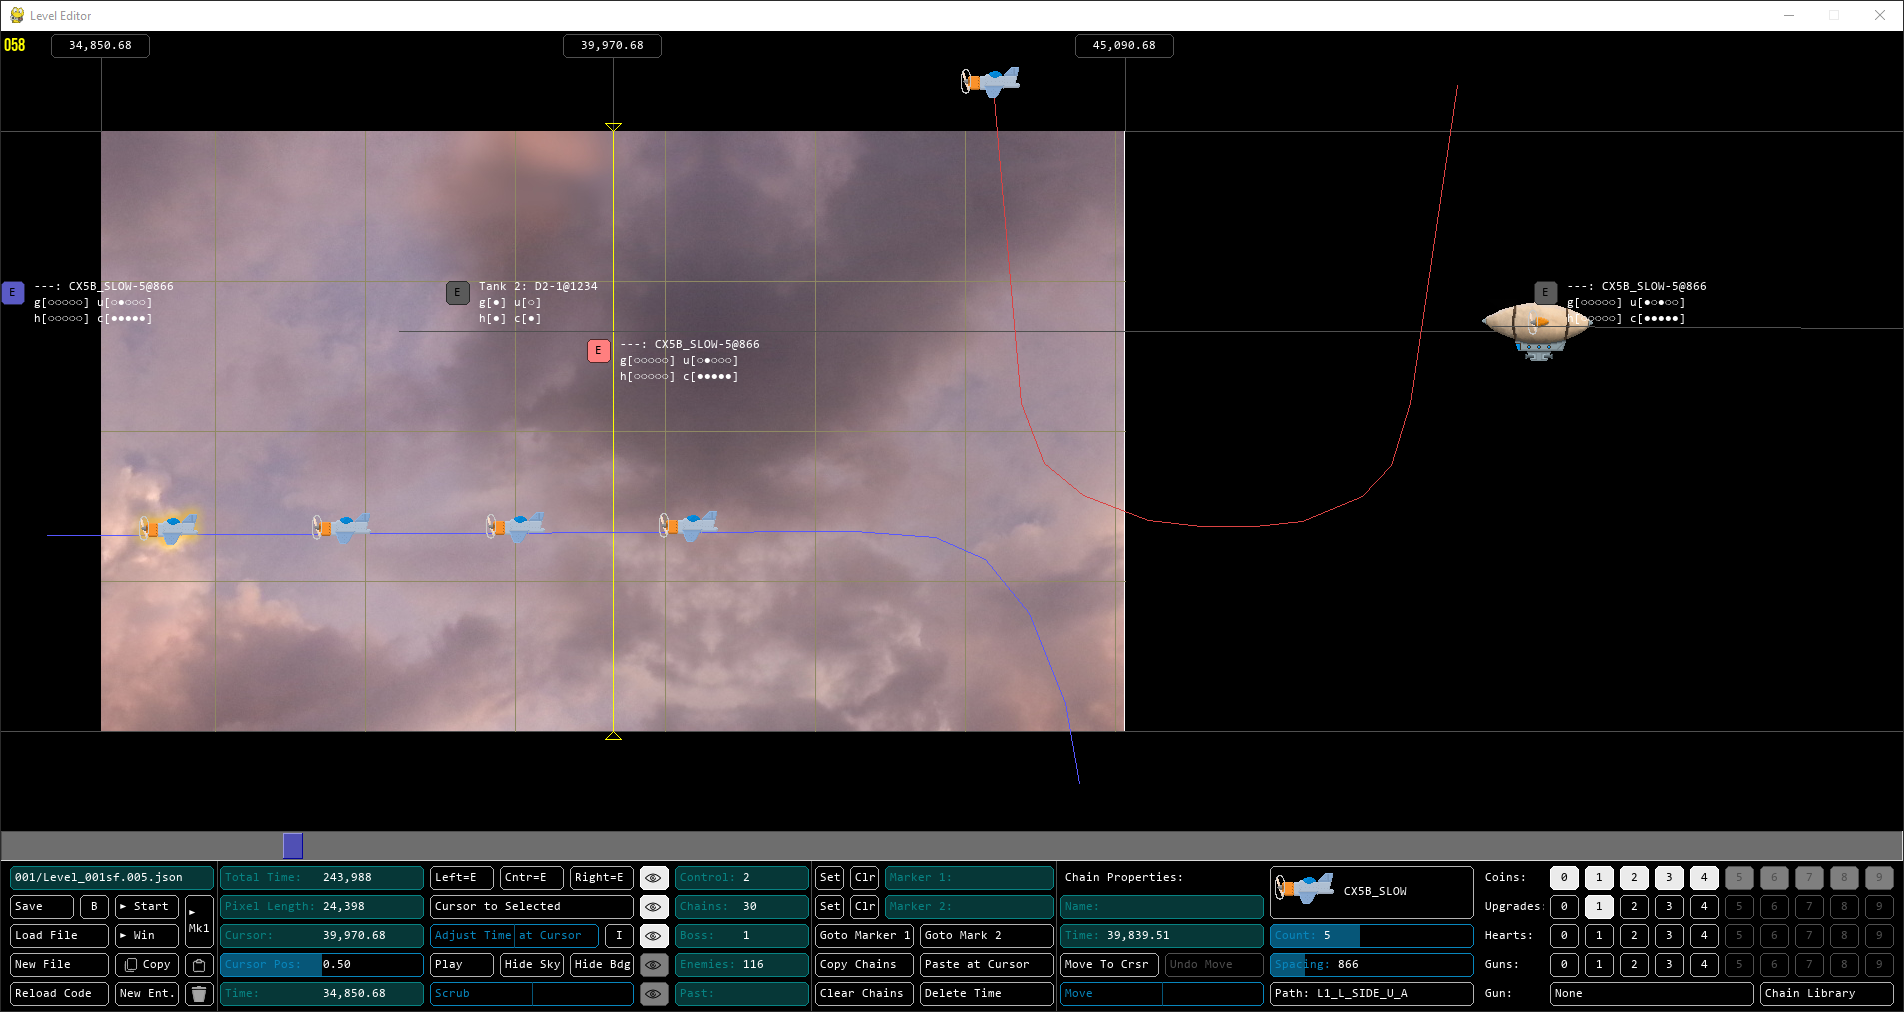 Level Editor
058
34,850.68
39,970.68
45,090.68
E ---: CX5B_SLOW-5@866
g[○○○○○] u[○●○○○]
h[○○○○○] c[●●●●●]
E Tank 2: D2-1@1234
g[●] u[○]
h[●] c[●]
E ---: CX5B_SLOW-5@866
g[○○○○○] u[●○●○○]
h[○○○○○] c[●●●●●]
E ---: CX5B_SLOW-5@866
g[○○○○○] u[○●○○○]
h[○○○○○] c[●●●●●]
001/Level_001sf.005.json
Save B ► Start ► Mk1
Load File ► Win
New File Copy
Reload Code New Ent.
Total Time: 243,988
Pixel Length: 24,398
Cursor: 39,970.68
Cursor Pos: 0.50
Time: 34,850.68
Left=E Cntr=E Right=E
Cursor to Selected
Adjust Time at Cursor I
Play Hide Sky Hide Bdg
Scrub
Control: 2
Chains: 30
Boss: 1
Enemies: 116
Past:
Set Clr Marker 1:
Set Clr Marker 2:
Goto Marker 1 Goto Mark 2
Copy Chains Paste at Cursor
Clear Chains Delete Time
Chain Properties:
Name:
Time: 39,839.51
Move To Crsr Undo Move
Move
CX5B_SLOW
Count: 5
Spacing: 866
Path: L1_L_SIDE_U_A
Coins: 0 1 2 3 4 5 6 7 8 9
Upgrades: 0 1 2 3 4 5 6 7 8 9
Hearts: 0 1 2 3 4 5 6 7 8 9
Guns: 0 1 2 3 4 5 6 7 8 9
Gun: None Chain Library